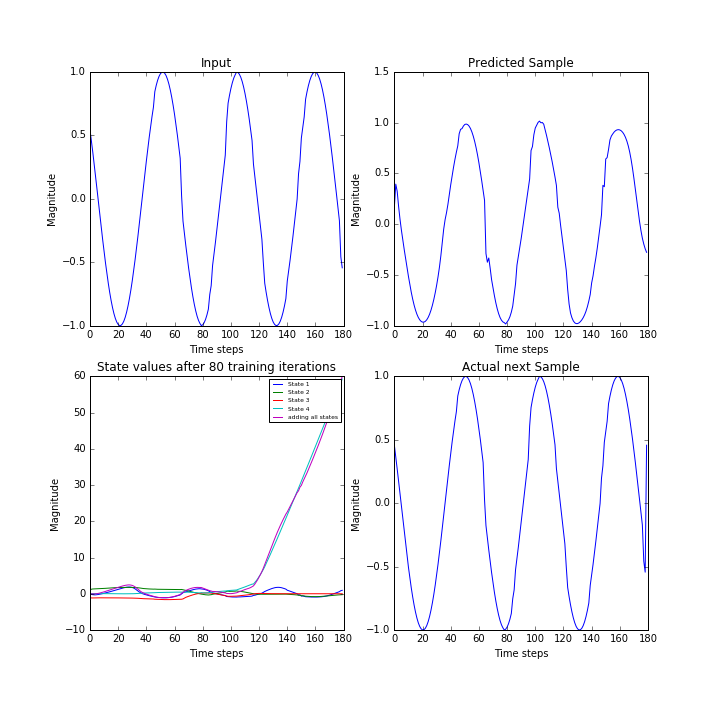 Input
1.0
0.5
0.0
−0.5
−1.0
Magnitude
0 20 40 60 80 100 120 140 160 180
Time steps
Predicted Sample
1.5
1.0
0.5
0.0
−0.5
−1.0
Magnitude
0 20 40 60 80 100 120 140 160 180
Time steps
State values after 80 training iterations
60
50
40
30
20
10
0
−10
Magnitude
State 1
State 2
State 3
State 4
adding all states
0 20 40 60 80 100 120 140 160 180
Time steps
Actual next Sample
1.0
0.5
0.0
−0.5
−1.0
Magnitude
0 20 40 60 80 100 120 140 160 180
Time steps